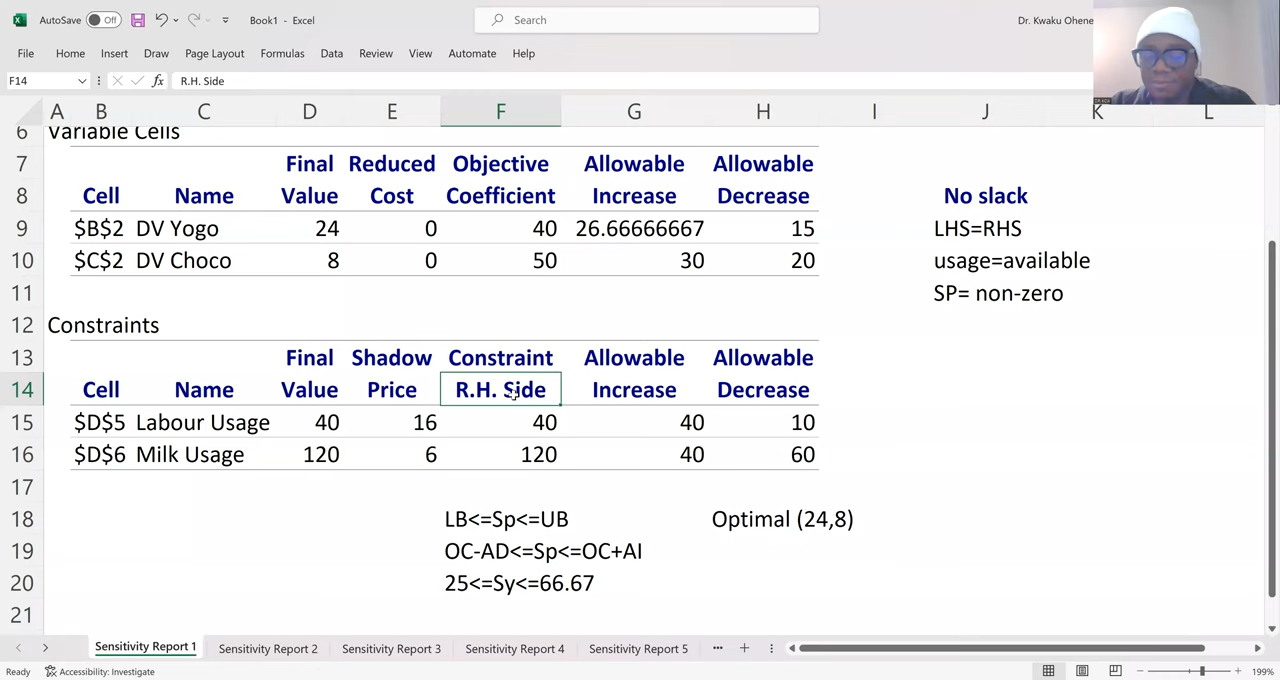 AutoSave Off Book1 - Excel Search Dr. Kwaku Ohene
File Home Insert Draw Page Layout Formulas Data Review View Automate Help
F14 fx R.H. Side
A B C D E F G H I J K L
6 Variable Cells
7 Final Reduced Objective Allowable Allowable
8 Cell Name Value Cost Coefficient Increase Decrease No slack
9 $B$2 DV Yogo 24 0 40 26.66666667 15 LHS=RHS
10 $C$2 DV Choco 8 0 50 30 20 usage=available
11 SP= non-zero
12 Constraints
13 Final Shadow Constraint Allowable Allowable
14 Cell Name Value Price R.H. Side Increase Decrease
15 $D$5 Labour Usage 40 16 40 40 10
16 $D$6 Milk Usage 120 6 120 40 60
17
18 LB<=Sp<=UB Optimal (24,8)
19 OC-AD<=Sp<=OC+AI
20 25<=Sy<=66.67
21
Sensitivity Report 1 Sensitivity Report 2 Sensitivity Report 3 Sensitivity Report 4 Sensitivity Report 5
Ready Accessibility: Investigate 199%